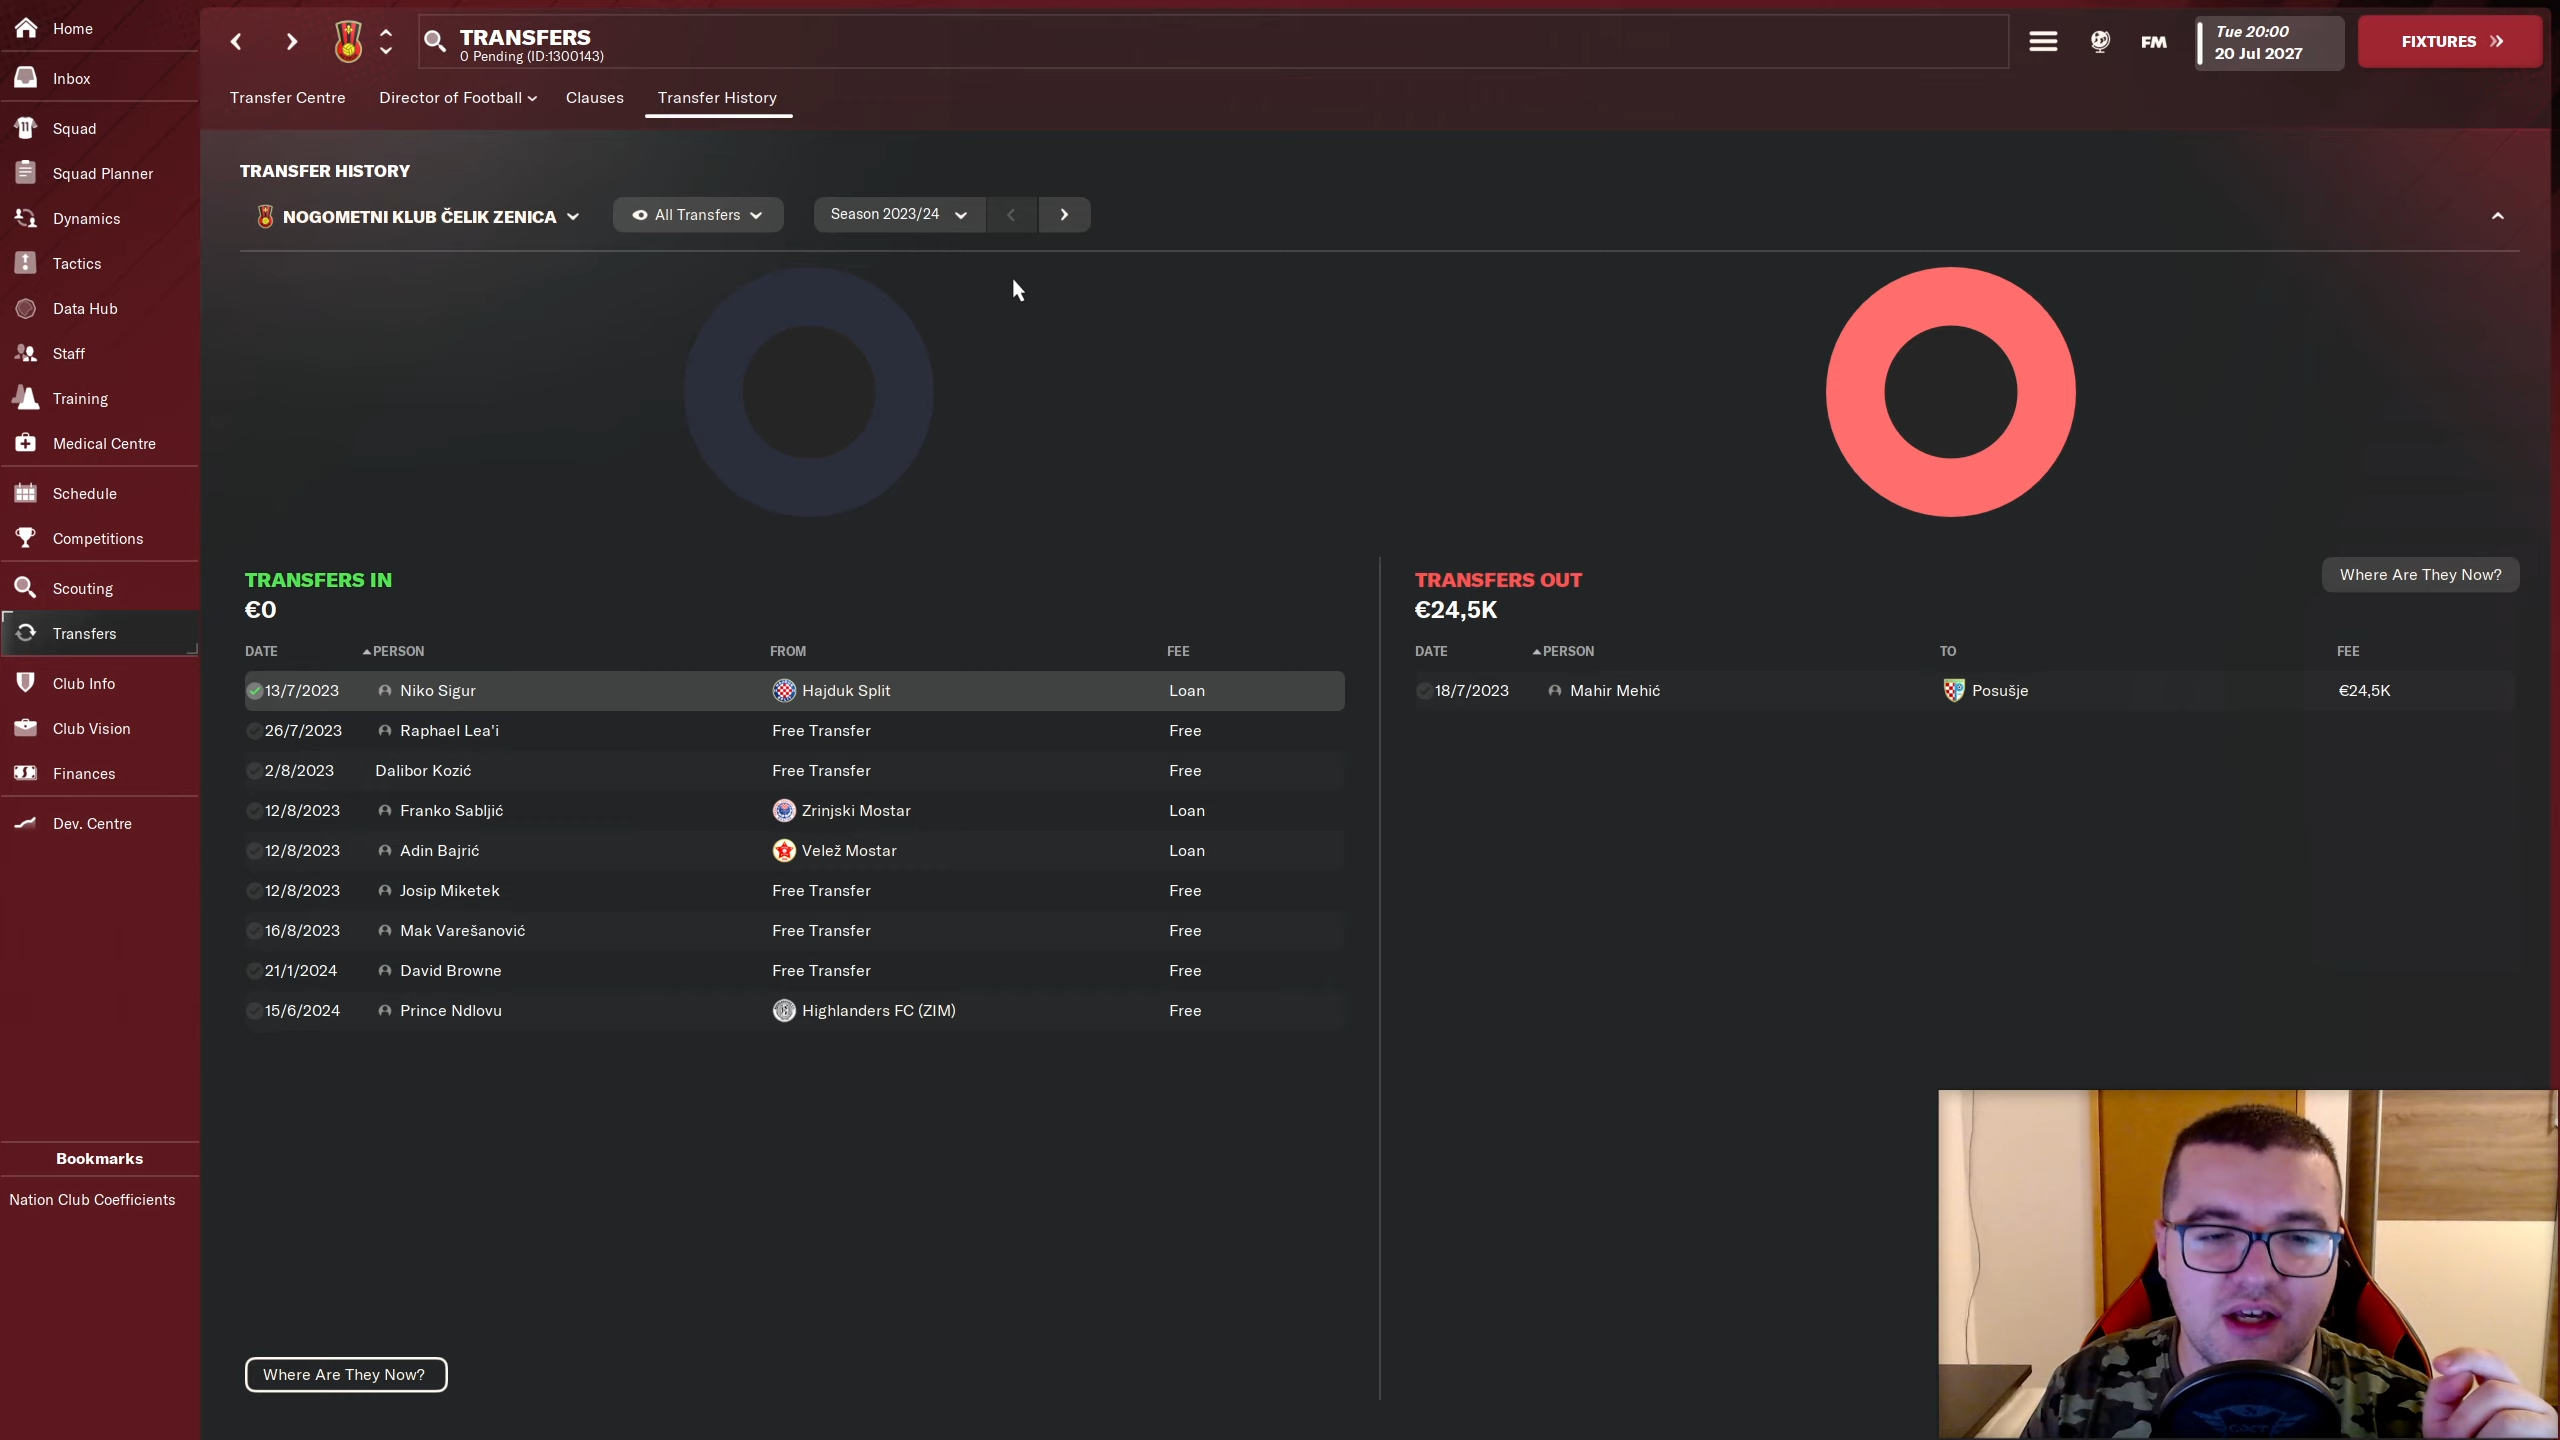 Home
Inbox
Squad
Squad Planner
Dynamics
Tactics
Data Hub
Staff
Training
Medical Centre
Schedule
Competitions
Scouting
Transfers
Club Info
Club Vision
Finances
Dev. Centre
Bookmarks
Nation Club Coefficients
TRANSFERS
0 Pending (ID:1300143)
FM
Tue 20:00
20 Jul 2027
FIXTURES
Transfer Centre
Director of Football
Clauses
Transfer History
TRANSFER HISTORY
NOGOMETNI KLUB ČELIK ZENICA
All Transfers
Season 2023/24
TRANSFERS IN
€0
DATE PERSON FROM FEE
13/7/2023 Niko Sigur Hajduk Split Loan
26/7/2023 Raphael Lea'i Free Transfer Free
2/8/2023 Dalibor Kozić Free Transfer Free
12/8/2023 Franko Sabljić Zrinjski Mostar Loan
12/8/2023 Adin Bajrić Velež Mostar Loan
12/8/2023 Josip Miketek Free Transfer Free
16/8/2023 Mak Varešanović Free Transfer Free
21/1/2024 David Browne Free Transfer Free
15/6/2024 Prince Ndlovu Highlanders FC (ZIM) Free
Where Are They Now?
TRANSFERS OUT
€24,5K
Where Are They Now?
DATE PERSON TO FEE
18/7/2023 Mahir Mehić Posušje €24,5K
GXT